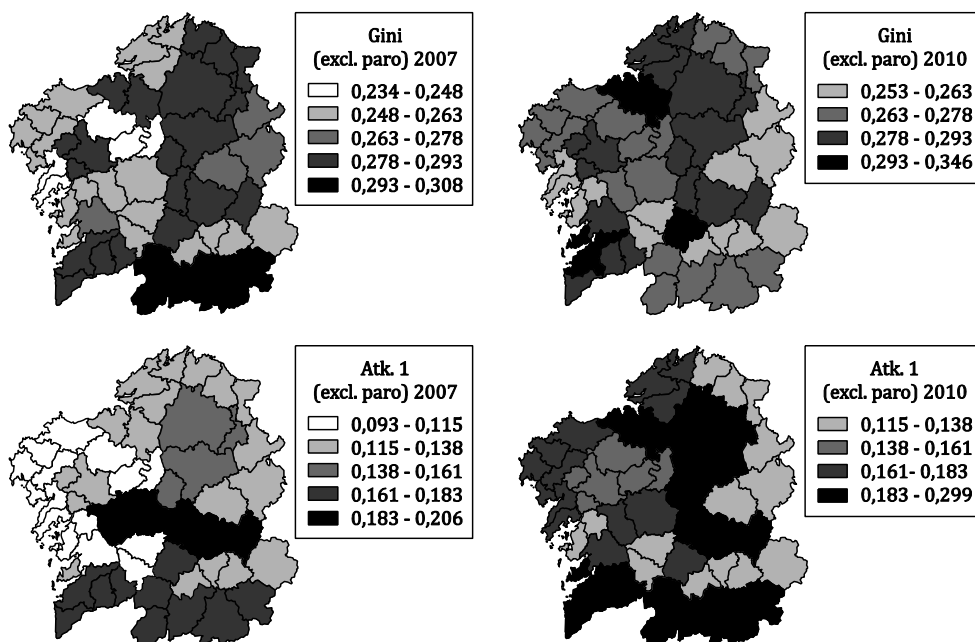 Gini
(excl. paro) 2007
0,234 - 0,248
0,248 - 0,263
0,263 - 0,278
0,278 - 0,293
0,293 - 0,308
Gini
(excl. paro) 2010
0,253 - 0,263
0,263 - 0,278
0,278 - 0,293
0,293 - 0,346
Atk. 1
(excl. paro) 2007
0,093 - 0,115
0,115 - 0,138
0,138 - 0,161
0,161 - 0,183
0,183 - 0,206
Atk. 1
(excl. paro) 2010
0,115 - 0,138
0,138 - 0,161
0,161- 0,183
0,183 - 0,299